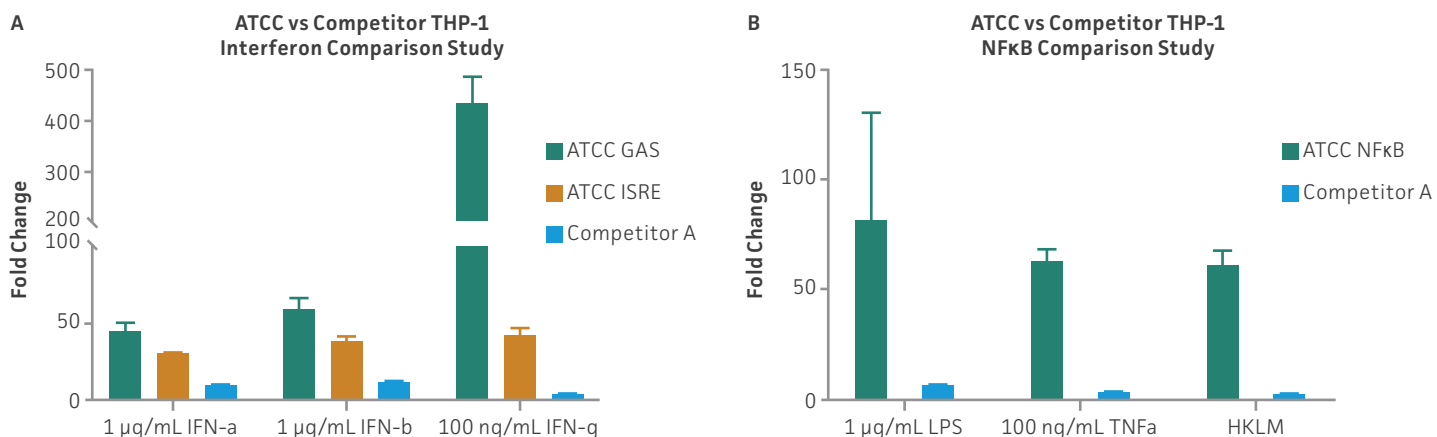 A
ATCC vs Competitor THP-1
Interferon Comparison Study
Fold Change
500
400
300
200
100
50
0
ATCC GAS
ATCC ISRE
Competitor A
1 µg/mL IFN-a
1 µg/mL IFN-b
100 ng/mL IFN-g
B
ATCC vs Competitor THP-1
NFκB Comparison Study
Fold Change
150
100
50
0
ATCC NFκB
Competitor A
1 µg/mL LPS
100 ng/mL TNFa
HKLM